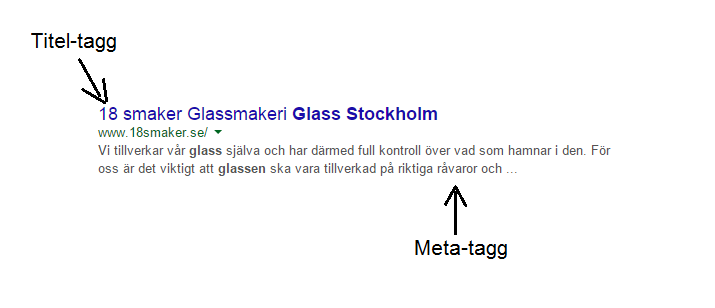 Titel-tagg
18 smaker Glassmakeri Glass Stockholm
www.18smaker.se/
Vi tillverkar vår glass själva och har därmed full kontroll över vad som hamnar i den. För
oss är det viktigt att glassen ska vara tillverkad på riktiga råvaror och ...
Meta-tagg